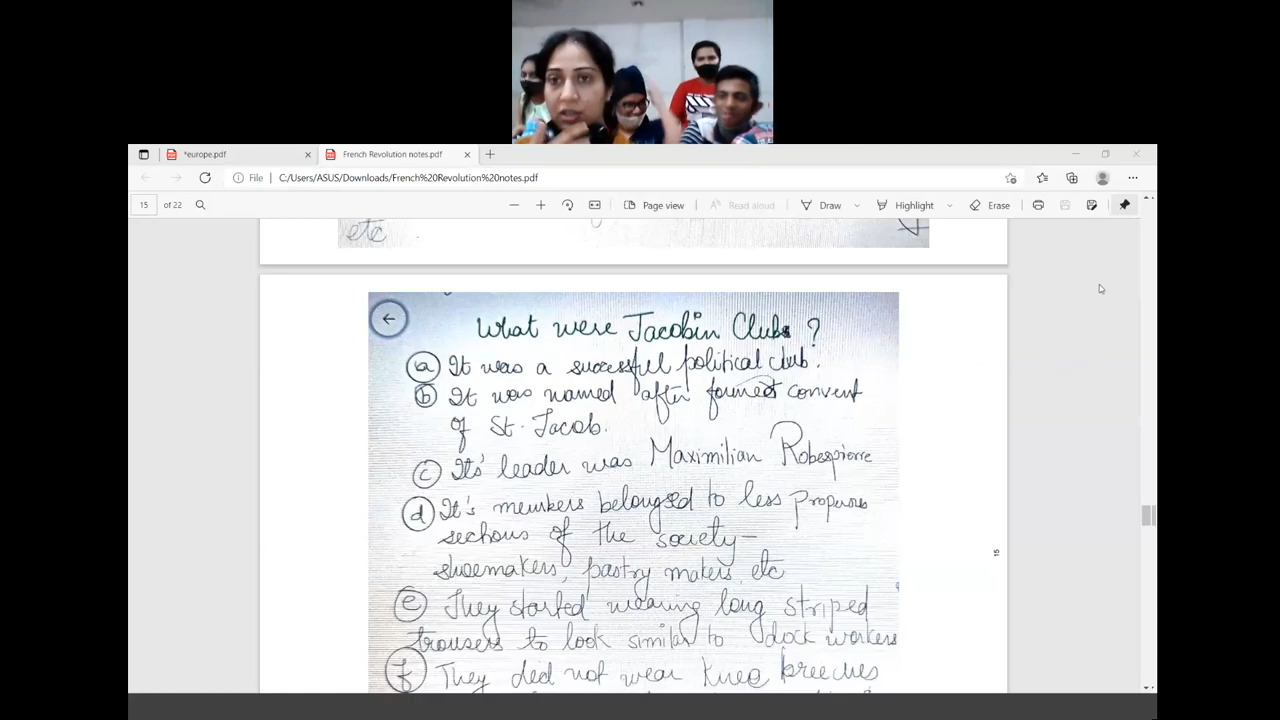 *europe.pdf
French Revolution notes.pdf
File C:/Users/ASUS/Downloads/French%20Revolution%20notes.pdf
15 of 22
Page view
Read aloud
Draw
Highlight
Erase
etc
What were Jacobin Clubs ?
a It was a successful political club
b It was named after former convent
of St. Jacob.
c Its leader was Maximilian Robespierre
d Its members belonged to less prosperous
sections of the society-
shoemakers, pastry makers etc
e They started wearing long striped
trousers to look similar to dock workers
f They did not wear knee breeches
15